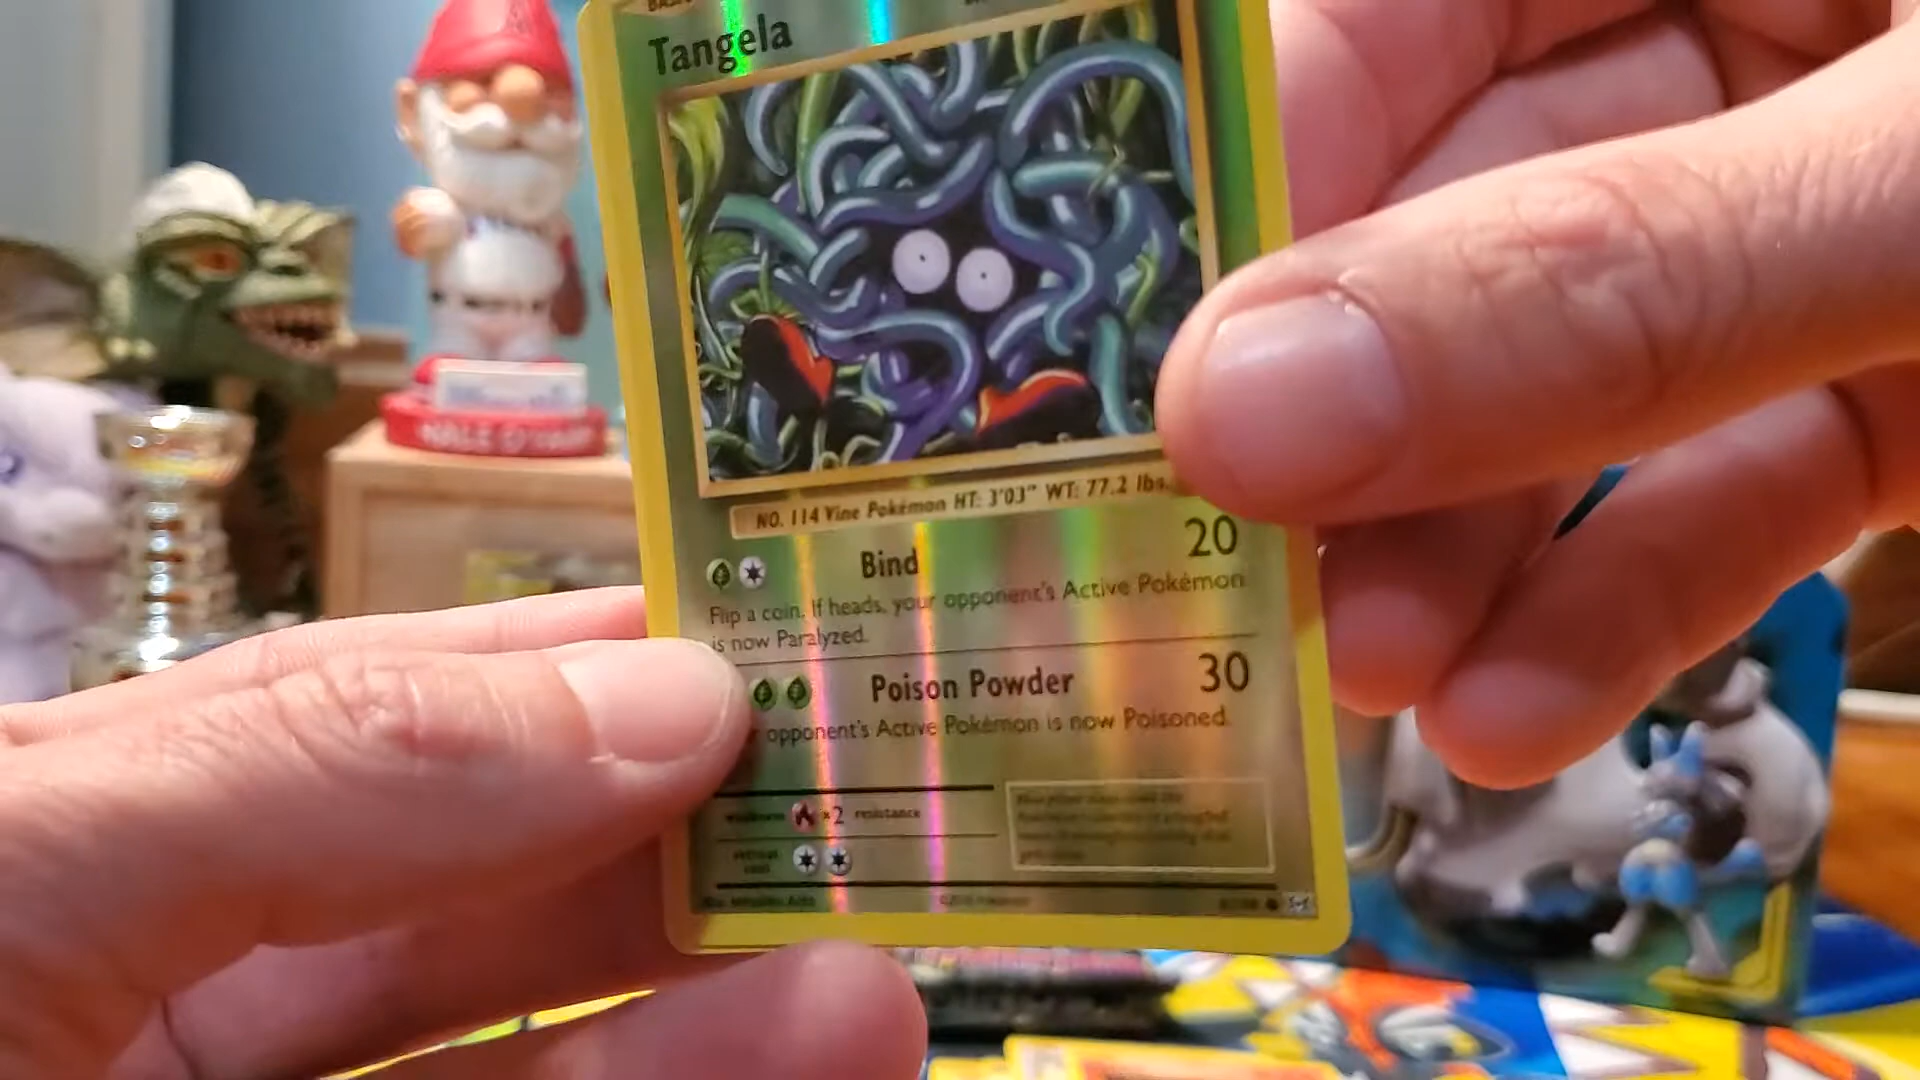 Tangela
NO. 114 Vine Pokémon HT: 3'03" WT: 77.2 lbs.
Bind 20
Flip a coin. If heads, your opponent's Active Pokémon
is now Paralyzed.
Poison Powder 30
opponent's Active Pokémon is now Poisoned.
weakness ×2 resistance
retreat
cost